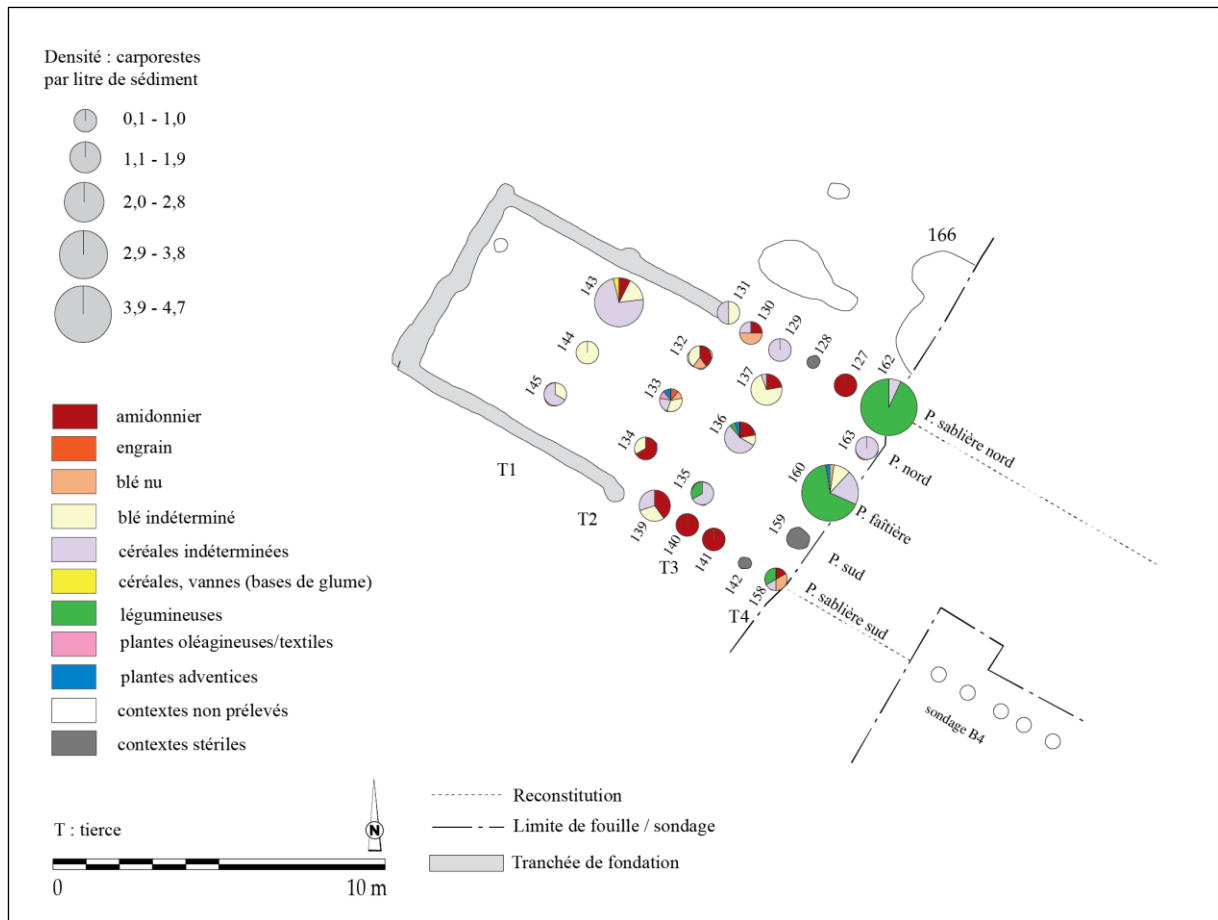 Densité : carporestes
par litre de sédiment
0,1 - 1,0
1,1 - 1,9
2,0 - 2,8
2,9 - 3,8
3,9 - 4,7
amidonnier
engrain
blé nu
blé indéterminé
céréales indéterminées
céréales, vannes (bases de glume)
légumineuses
plantes oléagineuses/textiles
plantes adventices
contextes non prélevés
contextes stériles
T : tierce
0
10 m
N
Reconstitution
Limite de fouille / sondage
Tranchée de fondation
166
143
131
130
129
128
127
162
144
132
137
145
133
136
163
134
135
160
139
140
141
159
142
158
T1
T2
T3
T4
P. sablière nord
P. nord
P. faîtière
P. sud
P. sablière sud
sondage B4